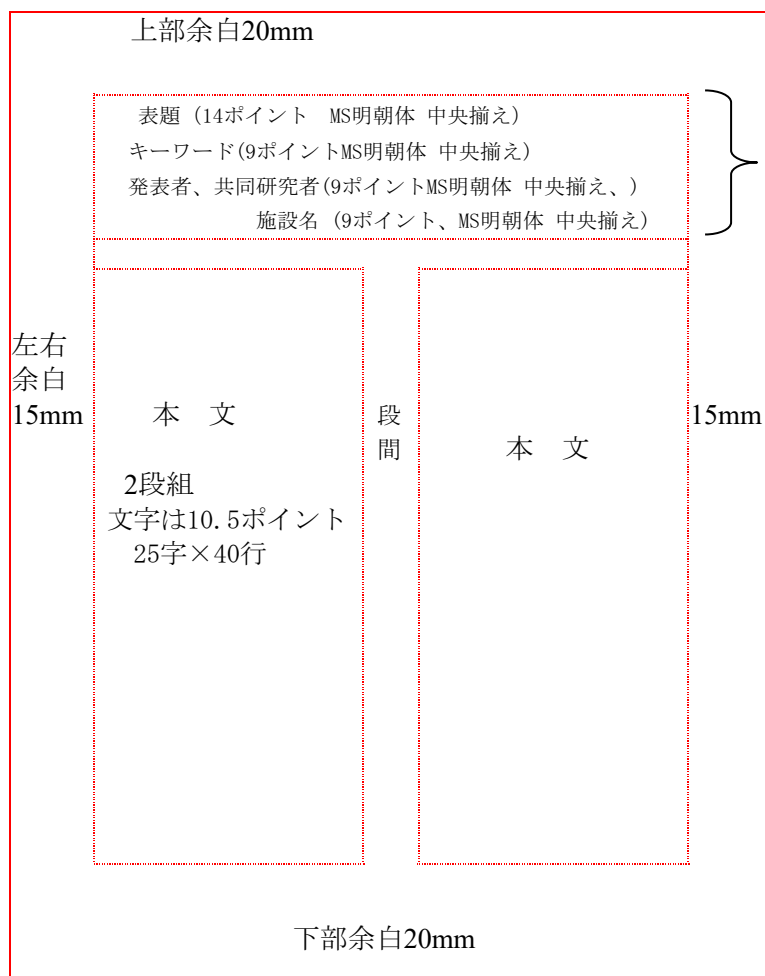 上部余白20mm
表題 (14ポイント　MS明朝体 中央揃え)
キーワード(9ポイントMS明朝体 中央揃え)
発表者、共同研究者(9ポイントMS明朝体 中央揃え、)
施設名 (9ポイント、MS明朝体 中央揃え)
左右
余白
15mm
本　文
2段組
文字は10.5ポイント
25字×40行
段
間
本　文
15mm
下部余白20mm